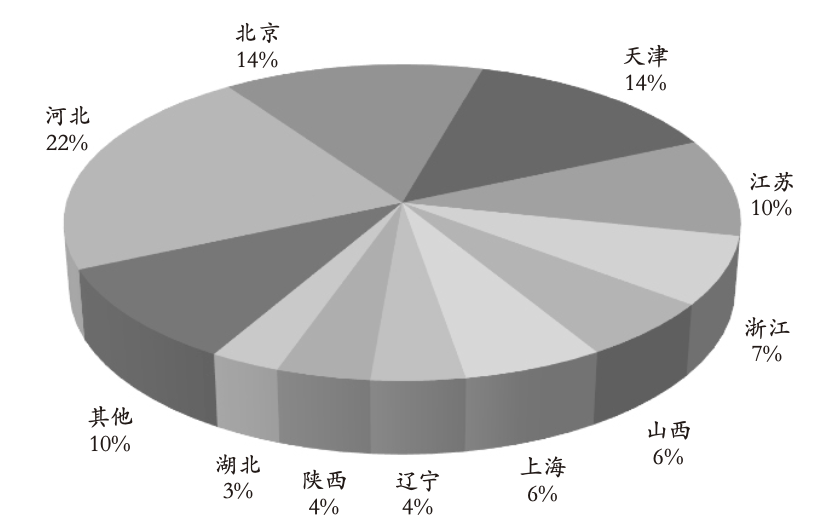 北京
14%
天津
14%
河北
22%
江苏
10%
浙江
7%
其他
10%
山西
6%
湖北
3%
陕西
4%
辽宁
4%
上海
6%